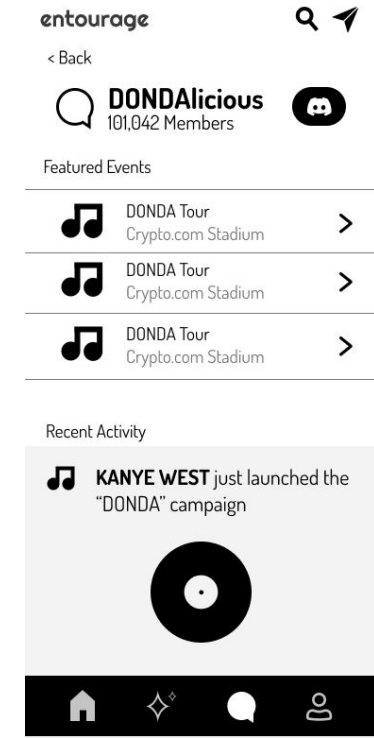 entourage
< Back
DONDAlicious
101,042 Members
Featured Events
DONDA Tour
Crypto.com Stadium
DONDA Tour
Crypto.com Stadium
DONDA Tour
Crypto.com Stadium
Recent Activity
KANYE WEST just launched the
“DONDA” campaign